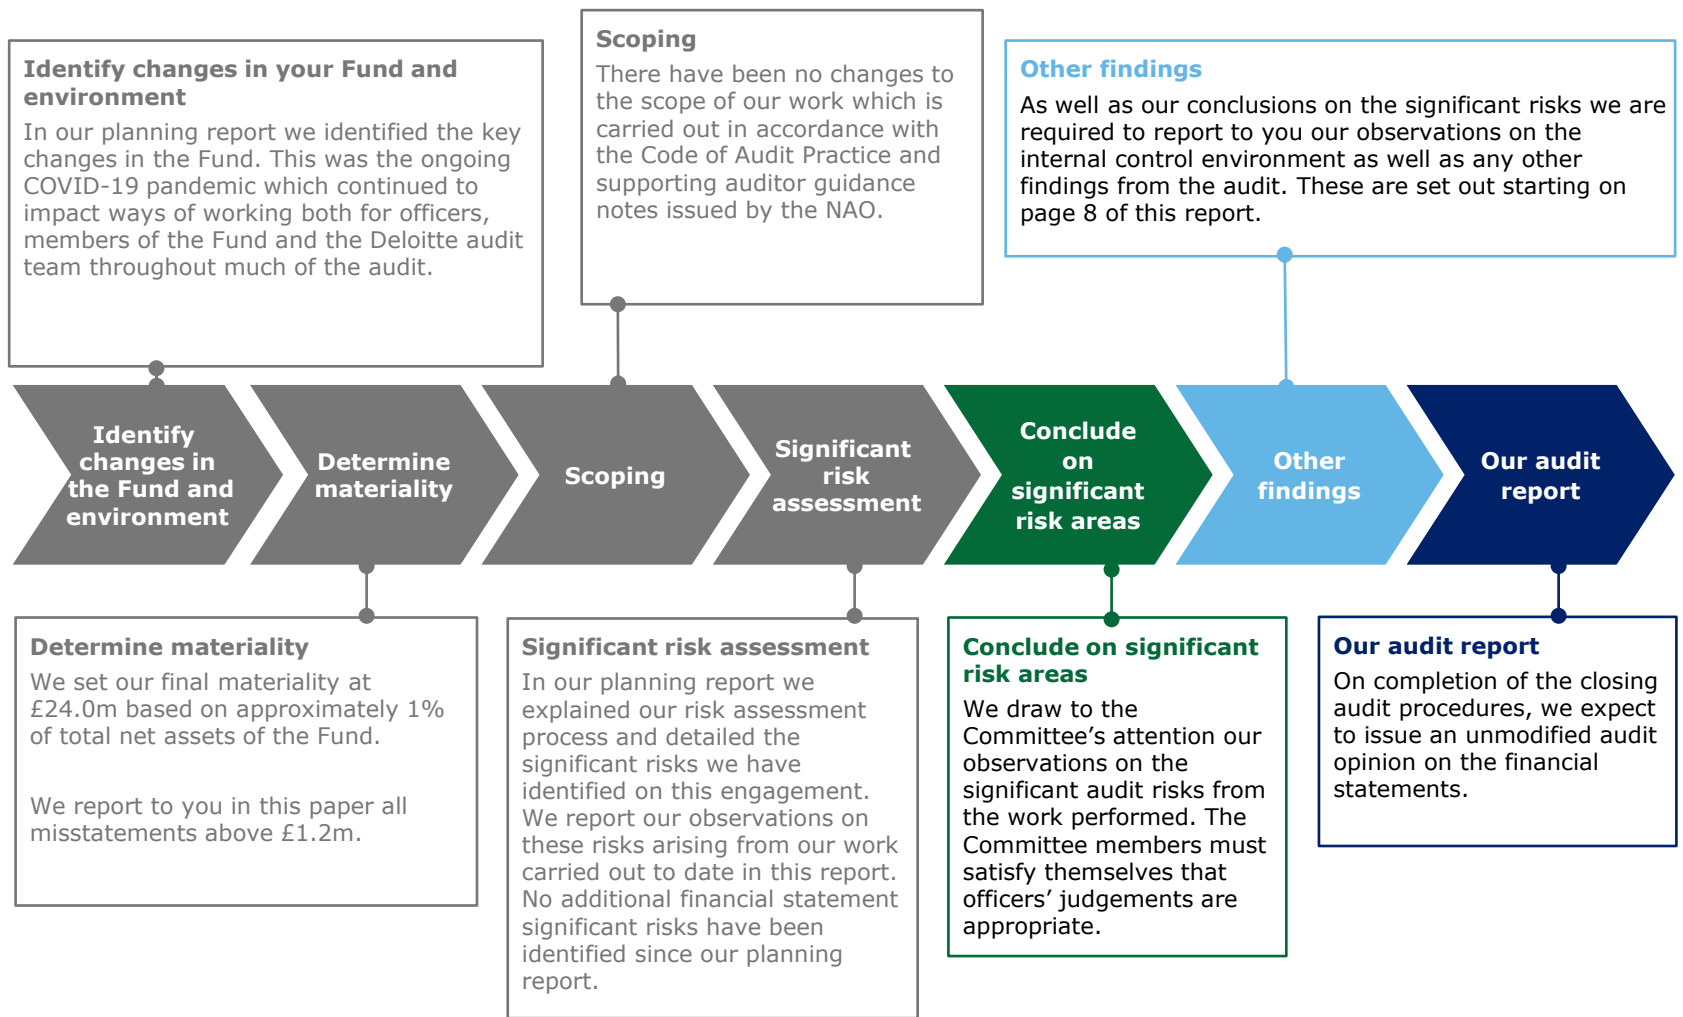 Identify changes in your Fund and
environment
In our planning report we identified the key
changes in the Fund. This was the ongoing
COVID-19 pandemic which continued to
impact ways of working both for officers,
members of the Fund and the Deloitte audit
team throughout much of the audit.
Scoping
There have been no changes to
the scope of our work which is
carried out in accordance with
the Code of Audit Practice and
supporting auditor guidance
notes issued by the NAO.
Other findings
As well as our conclusions on the significant risks we are
required to report to you our observations on the
internal control environment as well as any other
findings from the audit. These are set out starting on
page 8 of this report.
Identify
changes in
the Fund and
environment
Determine
materiality
Scoping
Significant
risk
assessment
Conclude
on
significant
risk areas
Other
findings
Our audit
report
Determine materiality
We set our final materiality at
£24.0m based on approximately 1%
of total net assets of the Fund.
We report to you in this paper all
misstatements above £1.2m.
Significant risk assessment
In our planning report we
explained our risk assessment
process and detailed the
significant risks we have
identified on this engagement.
We report our observations on
these risks arising from our work
carried out to date in this report.
No additional financial statement
significant risks have been
identified since our planning
report.
Conclude on significant
risk areas
We draw to the
Committee’s attention our
observations on the
significant audit risks from
the work performed. The
Committee members must
satisfy themselves that
officers’ judgements are
appropriate.
Our audit report
On completion of the closing
audit procedures, we expect
to issue an unmodified audit
opinion on the financial
statements.